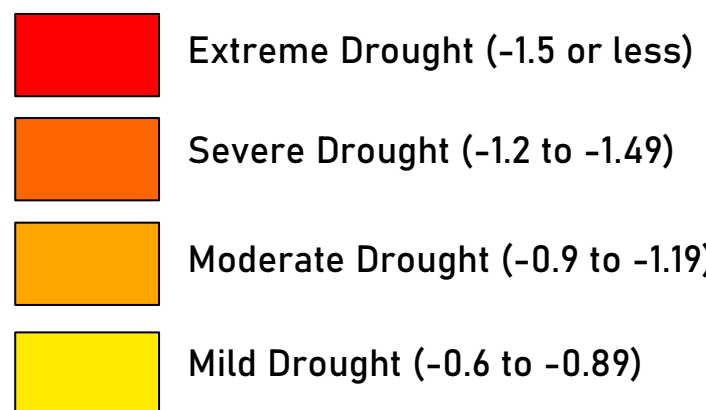 Extreme Drought (-1.5 or less)
Severe Drought (-1.2 to -1.49)
Moderate Drought (-0.9 to -1.19)
Mild Drought (-0.6 to -0.89)